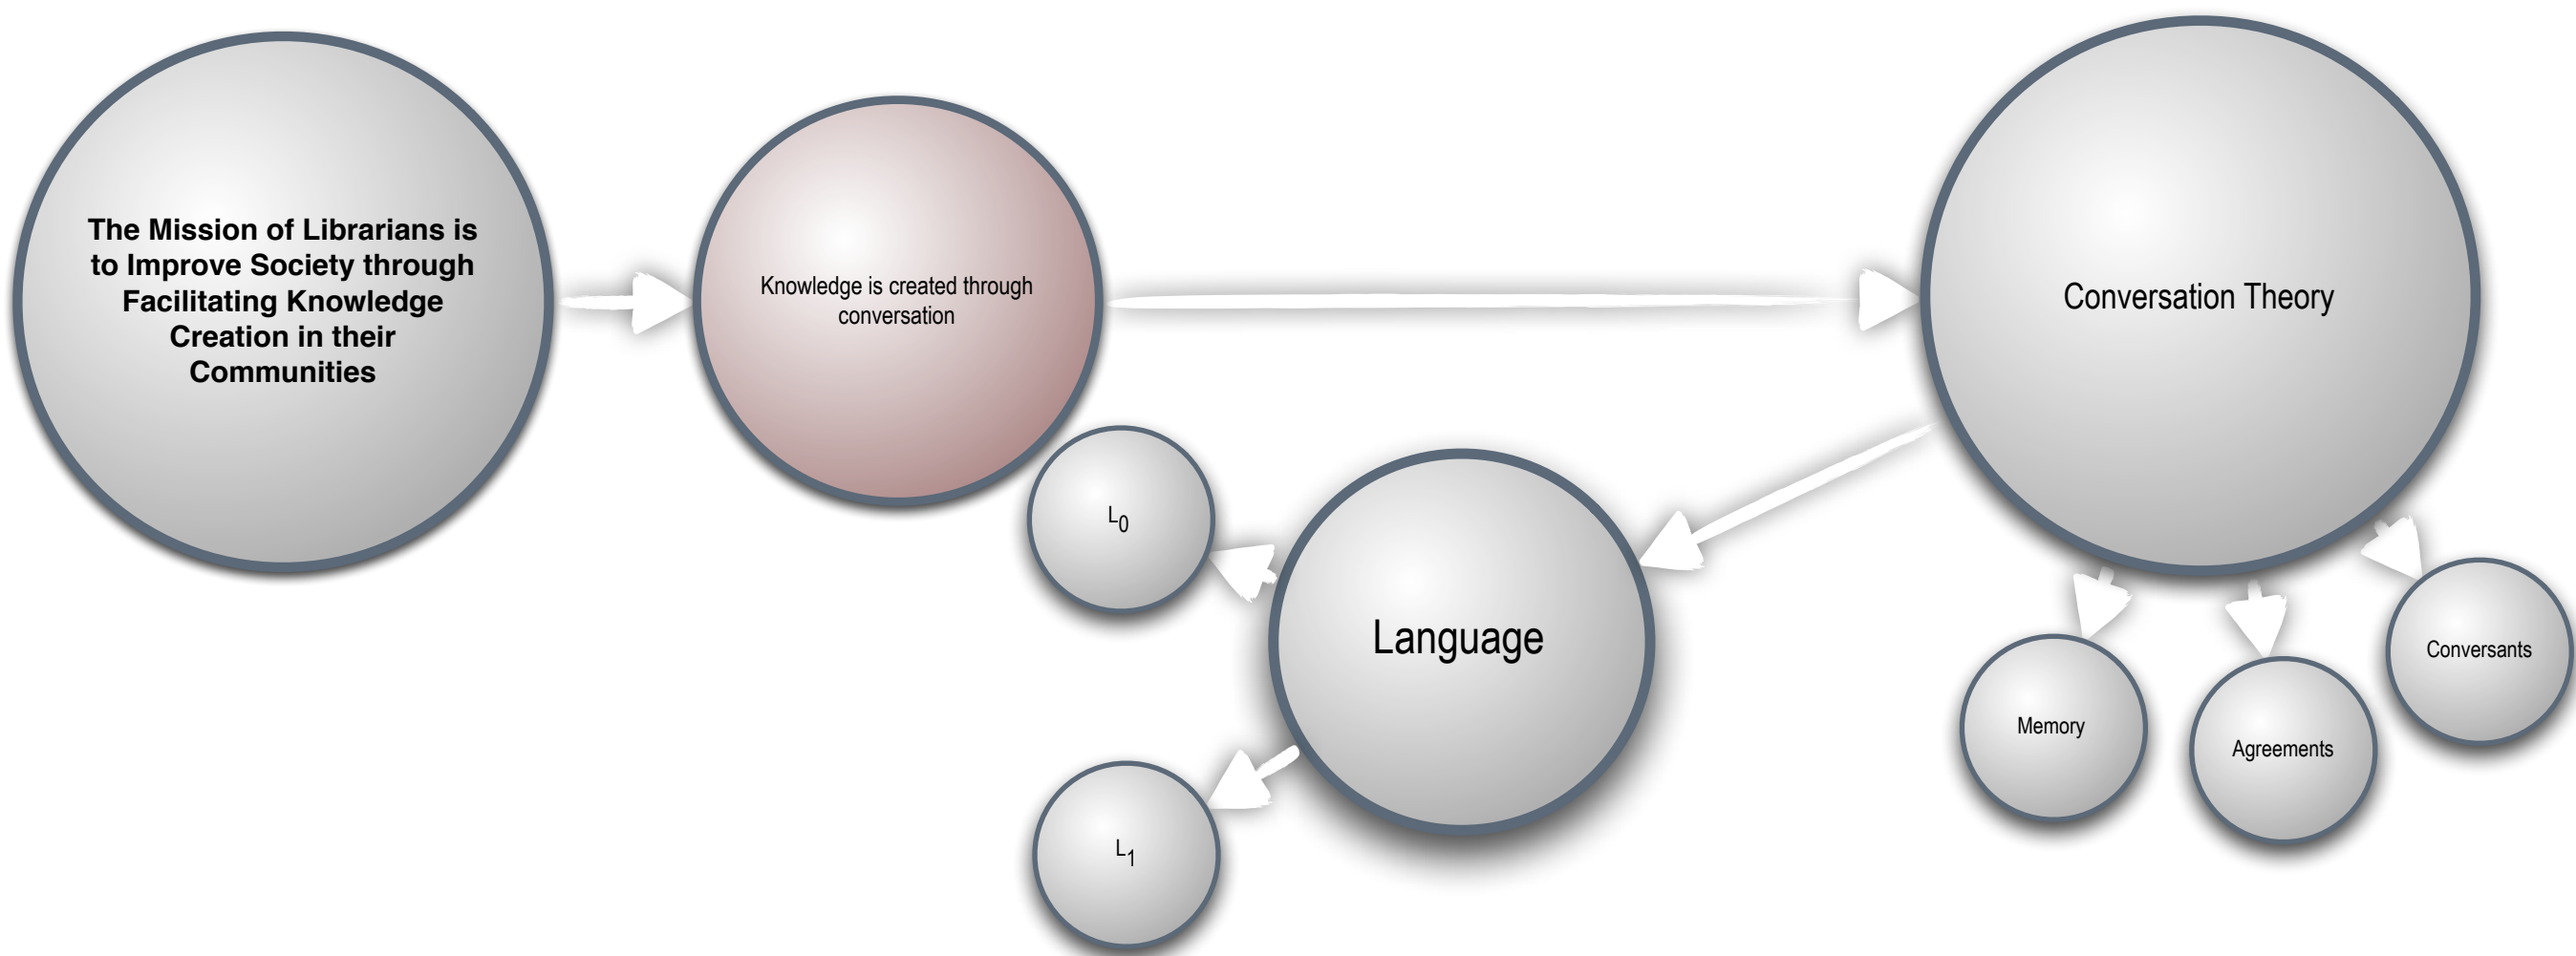 The Mission of Librarians is
to Improve Society through
Facilitating Knowledge
Creation in their
Communities
Knowledge is created through
conversation
Conversation Theory
L0
Language
L1
Memory
Agreements
Conversants